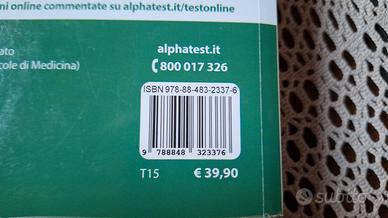 ni online commentate su alphatest.it/testonline
ato
cole di Medicina)
alphatest.it
800 017 326
ISBN 978-88-483-2337-6
9 788848 323376
T15
€ 39,90
subito